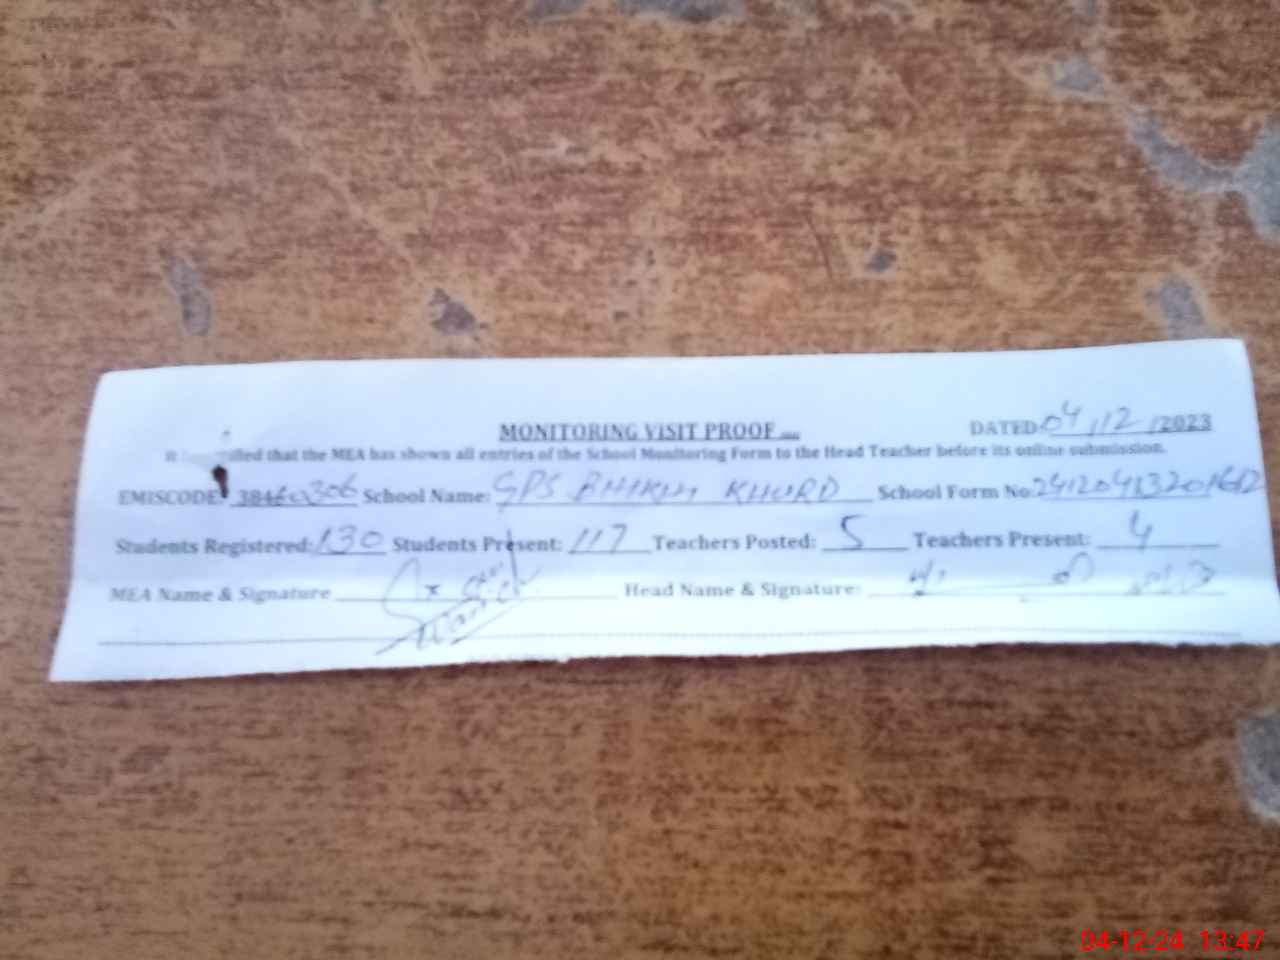 MONITORING VISIT PROOF DATED 04/12/2023
that the MEA has shown all entries of the School Monitoring Form to the Head Teacher before its online submission.
EMISCODE: School Name: GPS BHIKHI KHURD School Form No:
Students Registered: 130 Students Present: 117 Teachers Posted: 5 Teachers Present: 4
MEA Name & Signature Head Name & Signature:
04-12-24 13:47